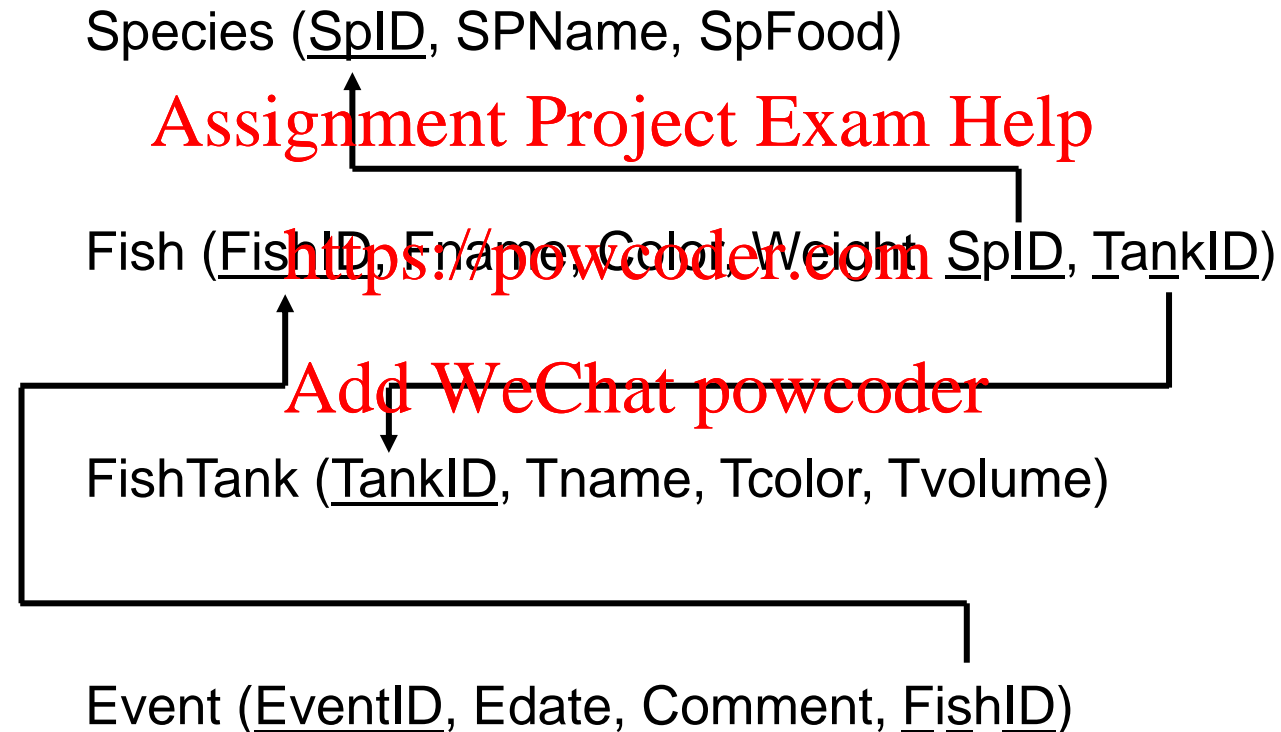 Species (SpID, SPName, SpFood)
Assignment Project Exam Help
Fish (FishID, Fname, Color, Weight, SpID, TankID)
https://powcoder.com
Add WeChat powcoder
FishTank (TankID, Tname, Tcolor, Tvolume)
Event (EventID, Edate, Comment, FishID)